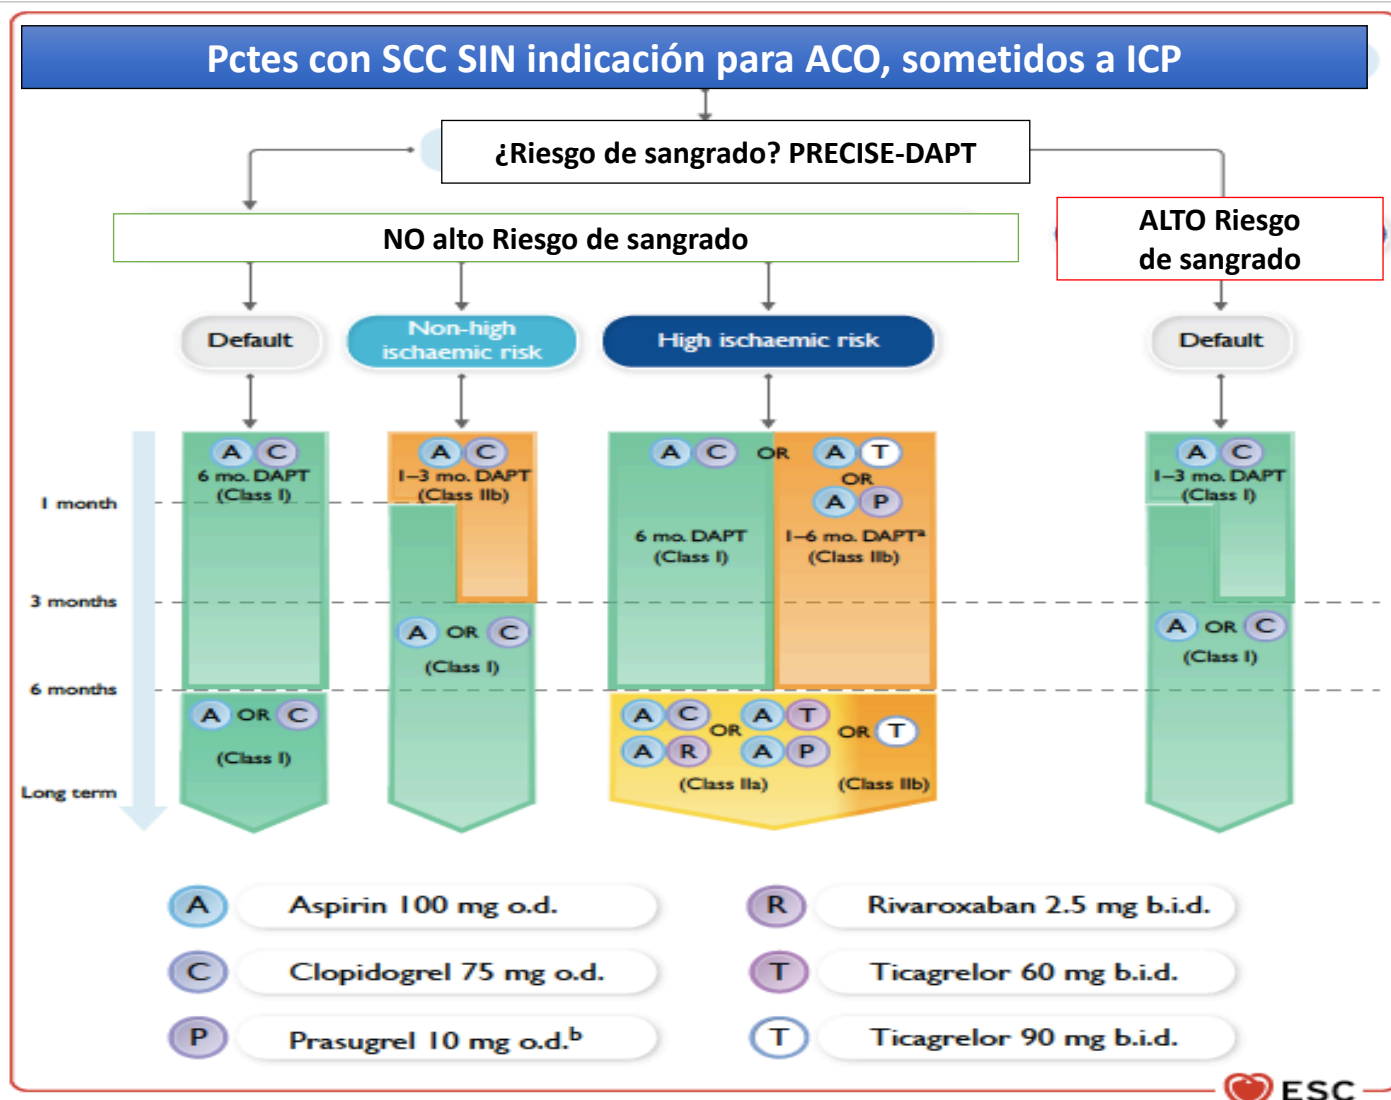 Pctes con SCC SIN indicación para ACO, sometidos a ICP
¿Riesgo de sangrado? PRECISE-DAPT
NO alto Riesgo de sangrado
ALTO Riesgo
de sangrado
Default
Non-high
ischaemic risk
High ischaemic risk
Default
A C
6 mo. DAPT
(Class I)
A C
1–3 mo. DAPT
(Class IIb)
A C OR A T
OR
A P
6 mo. DAPT
(Class I)
1–6 mo. DAPTª
(Class IIb)
A C
1–3 mo. DAPT
(Class I)
1 month
3 months
6 months
Long term
A OR C
(Class I)
A OR C
(Class I)
A C OR A T OR T
A R A P
(Class IIa) (Class IIb)
A OR C
(Class I)
A Aspirin 100 mg o.d.
R Rivaroxaban 2.5 mg b.i.d.
C Clopidogrel 75 mg o.d.
T Ticagrelor 60 mg b.i.d.
P Prasugrel 10 mg o.d.ᵇ
T Ticagrelor 90 mg b.i.d.
ESC